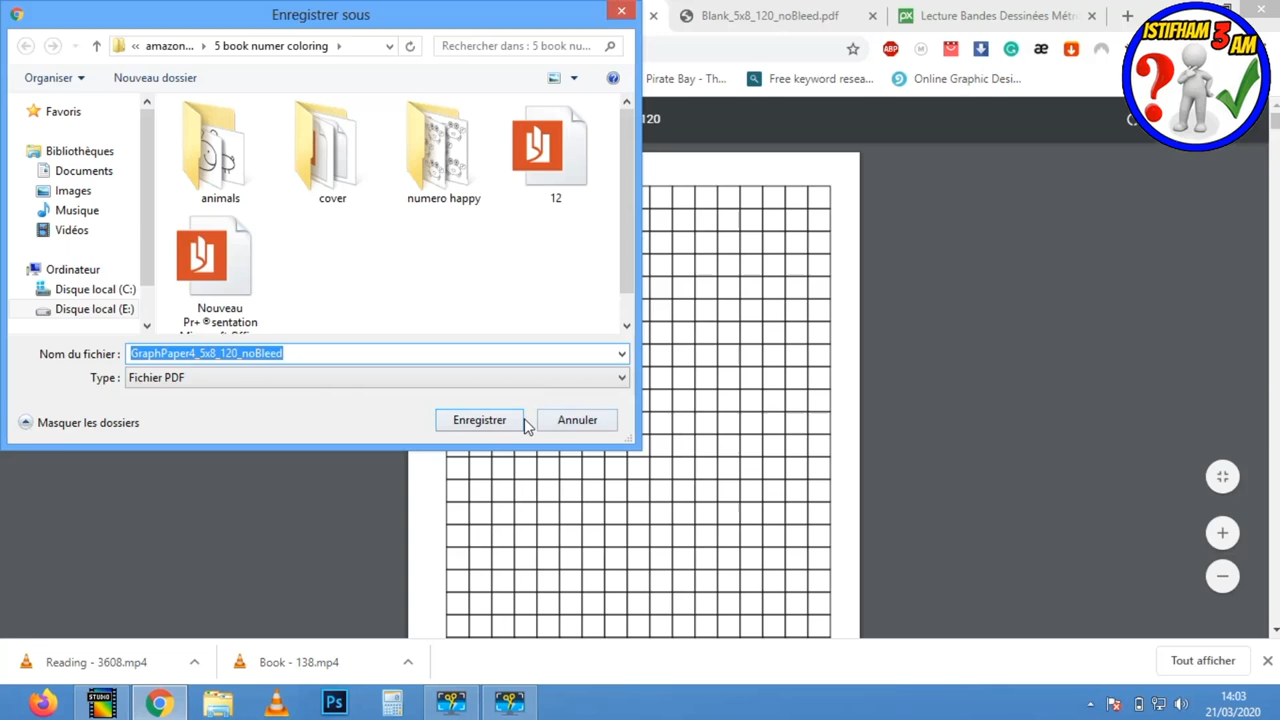 Enregistrer sous
Blank_5x8_120_noBleed.pdf
Lecture Bandes Dessinées Métr
amazon...
5 book numer coloring
Rechercher dans : 5 book nu...
ABP
Organiser
Nouveau dossier
Pirate Bay - Th...
Free keyword resea...
Online Graphic Desi...
ISTIFHAM 3 AM
Favoris
Bibliothèques
Documents
Images
Musique
Vidéos
Ordinateur
Disque local (C:)
Disque local (E:)
animals
cover
numero happy
12
Nouveau
Pr+®sentation
120
Nom du fichier :
GraphPaper4_5x8_120_noBleed
Type :
Fichier PDF
Masquer les dossiers
Enregistrer
Annuler
Reading - 3608.mp4
Book - 138.mp4
Tout afficher
STUDIO
Ps
14:03
21/03/2020